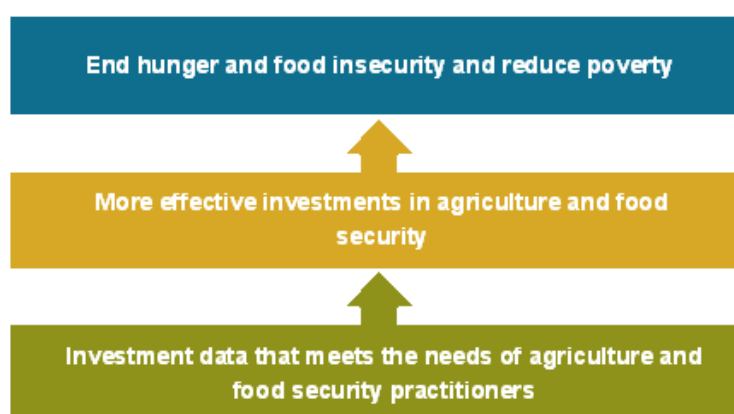 End hunger and food insecurity and reduce poverty
More effective investments in agriculture and food
security
Investment data that meets the needs of agriculture and
food security practitioners